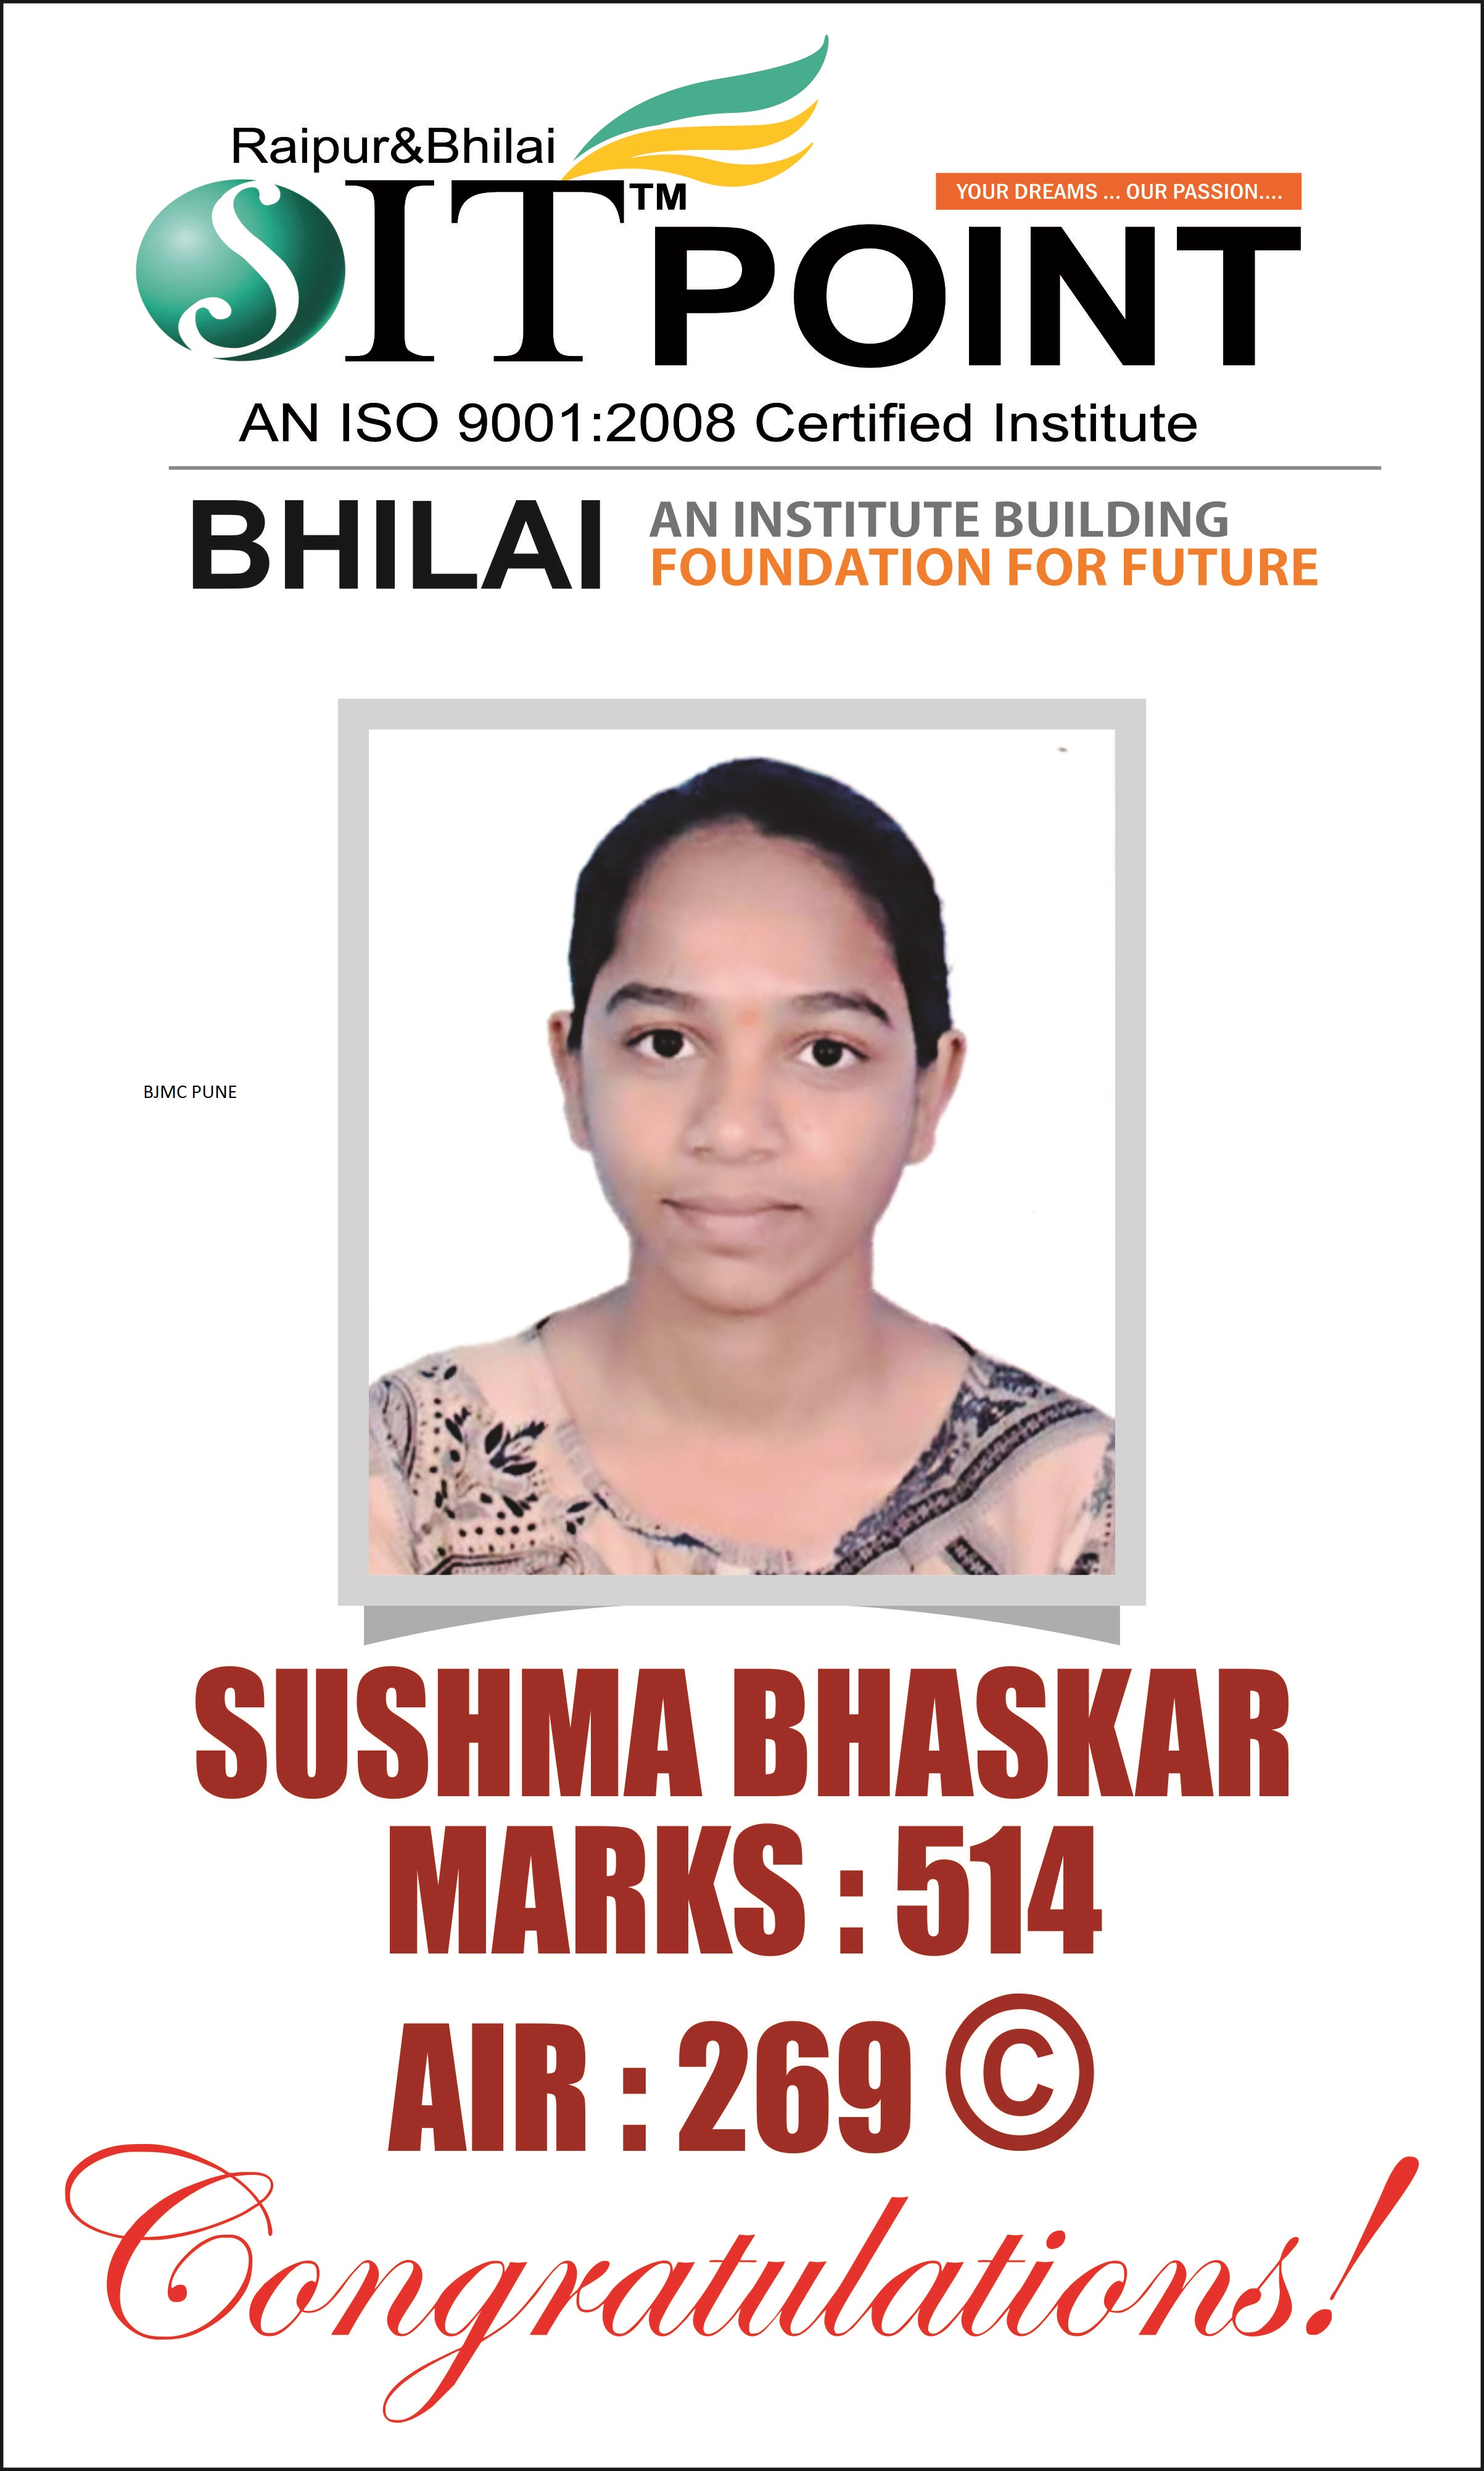 Raipur&Bhilai
SIT™ POINT
YOUR DREAMS ... OUR PASSION....
AN ISO 9001:2008 Certified Institute
BHILAI
AN INSTITUTE BUILDING
FOUNDATION FOR FUTURE
BJMC PUNE
SUSHMA BHASKAR
MARKS : 514
AIR : 269 ©
Congratulations!